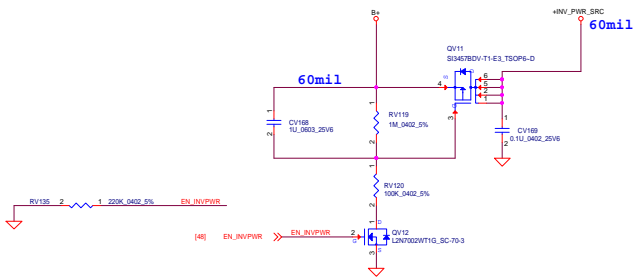 B+
+INV_PWR_SRC
60mil
QV11
SI3457BDV-T1-E3_TSOP6~D
60mil
S
D
4
6
5
2
1
G
3
1
CV168
1U_0603_25V6
2
1
RV119
1M_0402_5%
2
1
CV169
0.1U_0402_25V6
2
1
RV120
100K_0402_5%
2
RV135 2 1 220K_0402_5% EN_INVPWR
[48] EN_INVPWR
2
G
1
D
QV12
L2N7002WT1G_SC-70-3
S
3